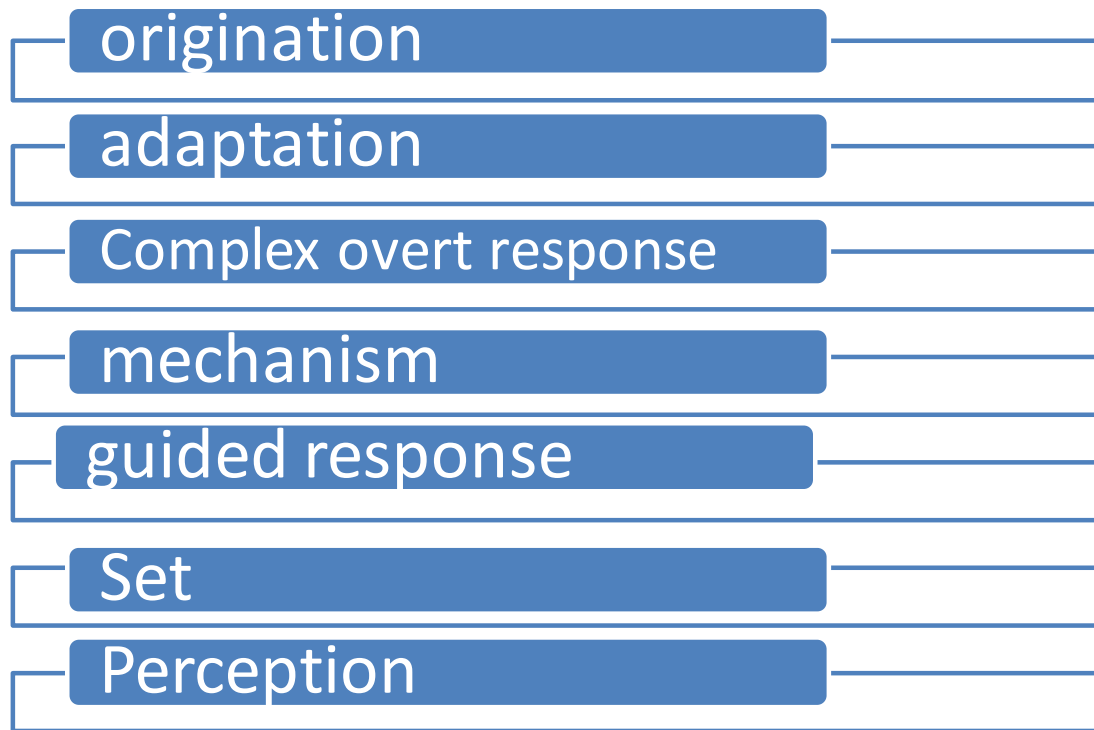 origination
adaptation
Complex overt response
mechanism
guided response
Set
Perception